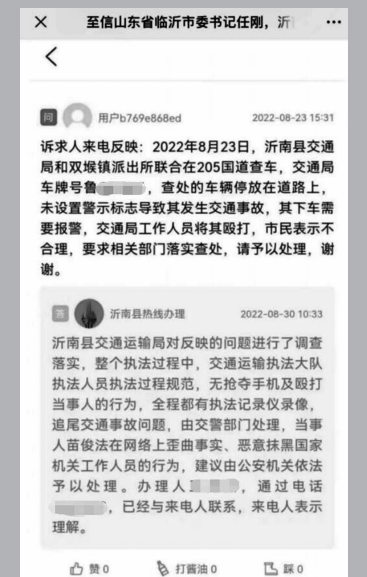 至信山东省临沂市委书记任刚，沂
问 用户b769e868ed 2022-08-23 15:31
诉求人来电反映：2022年8月23日，沂南县交通
局和双堠镇派出所联合在205国道查车，交通局
车牌号鲁 ，查处的车辆停放在道路上，
未设置警示标志导致其发生交通事故，其下车需
要报警，交通局工作人员将其殴打，市民表示不
合理，要求相关部门落实查处，请予以处理，谢
谢。
答 沂南县热线办理 2022-08-30 10:33
沂南县交通运输局对反映的问题进行了调查
落实，整个执法过程中，交通运输执法大队
执法人员执法过程规范，无抢夺手机及殴打
当事人的行为，全程都有执法记录仪录像，
追尾交通事故问题，由交警部门处理，当事
人苗俊法在网络上歪曲事实、恶意抹黑国家
机关工作人员的行为，建议由公安机关依法
予以处理。办理人 ，通过电话
，已经与来电人联系，来电人表示
理解。
赞 0 打酱油 0 踩 0